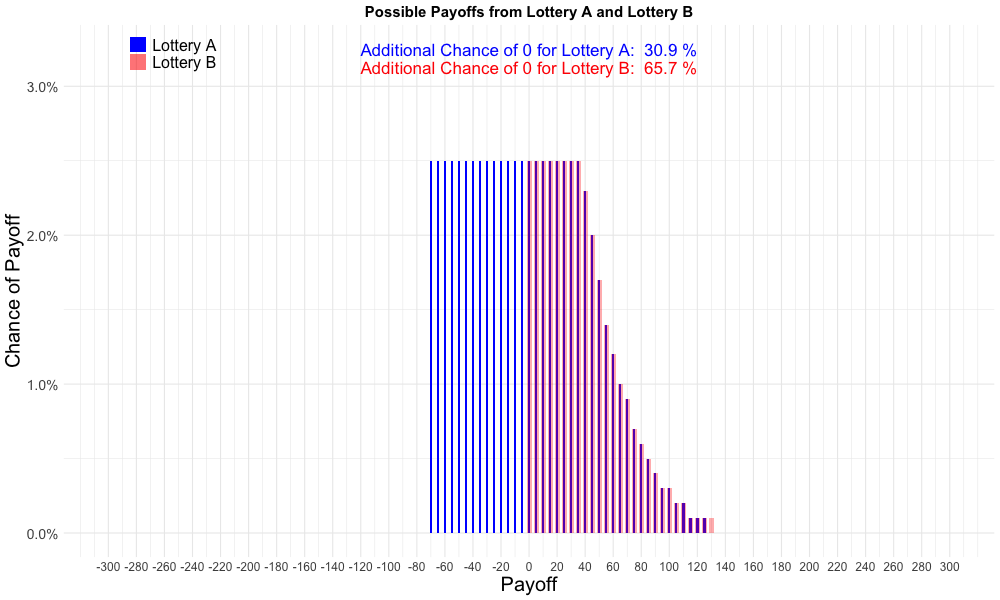 Possible Payoffs from Lottery A and Lottery B
Lottery A
Lottery B
Additional Chance of 0 for Lottery A: 30.9 %
Additional Chance of 0 for Lottery B: 65.7 %
Chance of Payoff
3.0%
2.0%
1.0%
0.0%
-300 -280 -260 -240 -220 -200 -180 -160 -140 -120 -100 -80 -60 -40 -20 0 20 40 60 80 100 120 140 160 180 200 220 240 260 280 300
Payoff